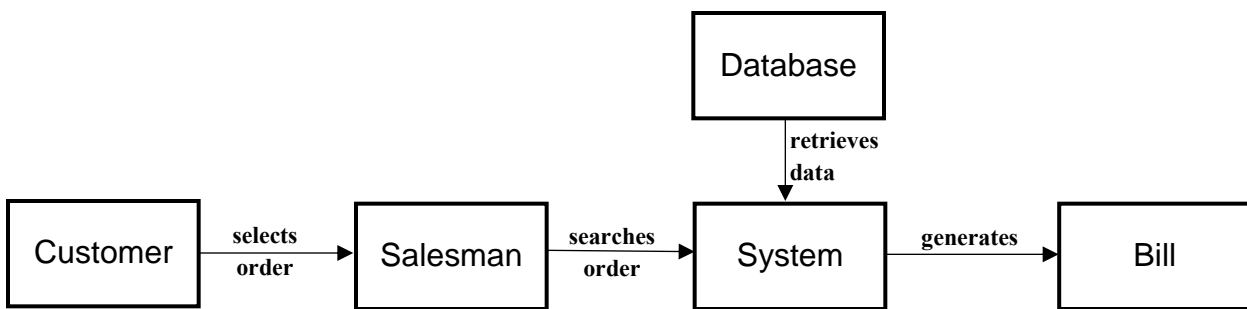 Database
retrieves
data
Customer
selects
order
Salesman
searches
order
System
generates
Bill